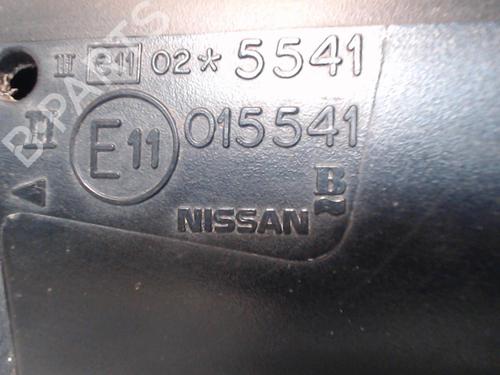 II e11 02*5541
II E11 015541
B
NISSAN
B-PARTS